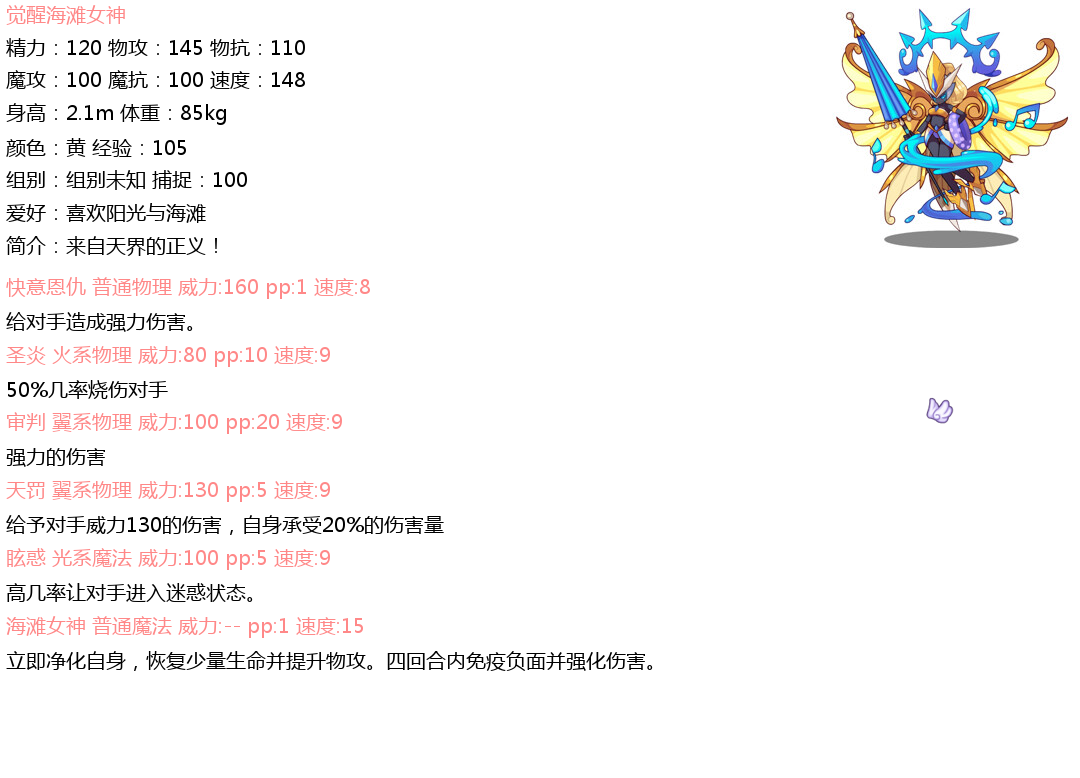 觉醒海滩女神
精力：120 物攻：145 物抗：110
魔攻：100 魔抗：100 速度：148
身高：2.1m 体重：85kg
颜色：黄 经验：105
组别：组别未知 捕捉：100
爱好：喜欢阳光与海滩
简介：来自天界的正义！
快意恩仇 普通物理 威力:160 pp:1 速度:8
给对手造成强力伤害。
圣炎 火系物理 威力:80 pp:10 速度:9
50%几率烧伤对手
审判 翼系物理 威力:100 pp:20 速度:9
强力的伤害
天罚 翼系物理 威力:130 pp:5 速度:9
给予对手威力130的伤害，自身承受20%的伤害量
眩惑 光系魔法 威力:100 pp:5 速度:9
高几率让对手进入迷惑状态。
海滩女神 普通魔法 威力:-- pp:1 速度:15
立即净化自身，恢复少量生命并提升物攻。四回合内免疫负面并强化伤害。